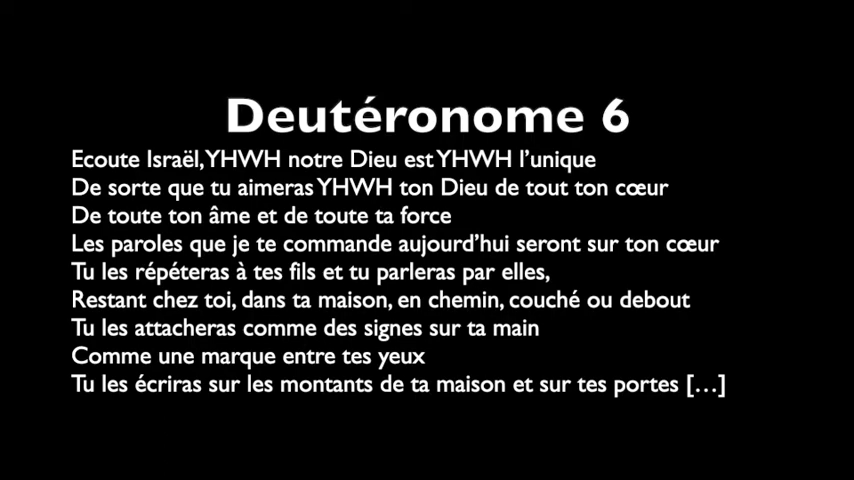 Deutéronome 6
Ecoute Israël, YHWH notre Dieu est YHWH l’unique
De sorte que tu aimeras YHWH ton Dieu de tout ton cœur
De toute ton âme et de toute ta force
Les paroles que je te commande aujourd’hui seront sur ton cœur
Tu les répéteras à tes fils et tu parleras par elles,
Restant chez toi, dans ta maison, en chemin, couché ou debout
Tu les attacheras comme des signes sur ta main
Comme une marque entre tes yeux
Tu les écriras sur les montants de ta maison et sur tes portes […]